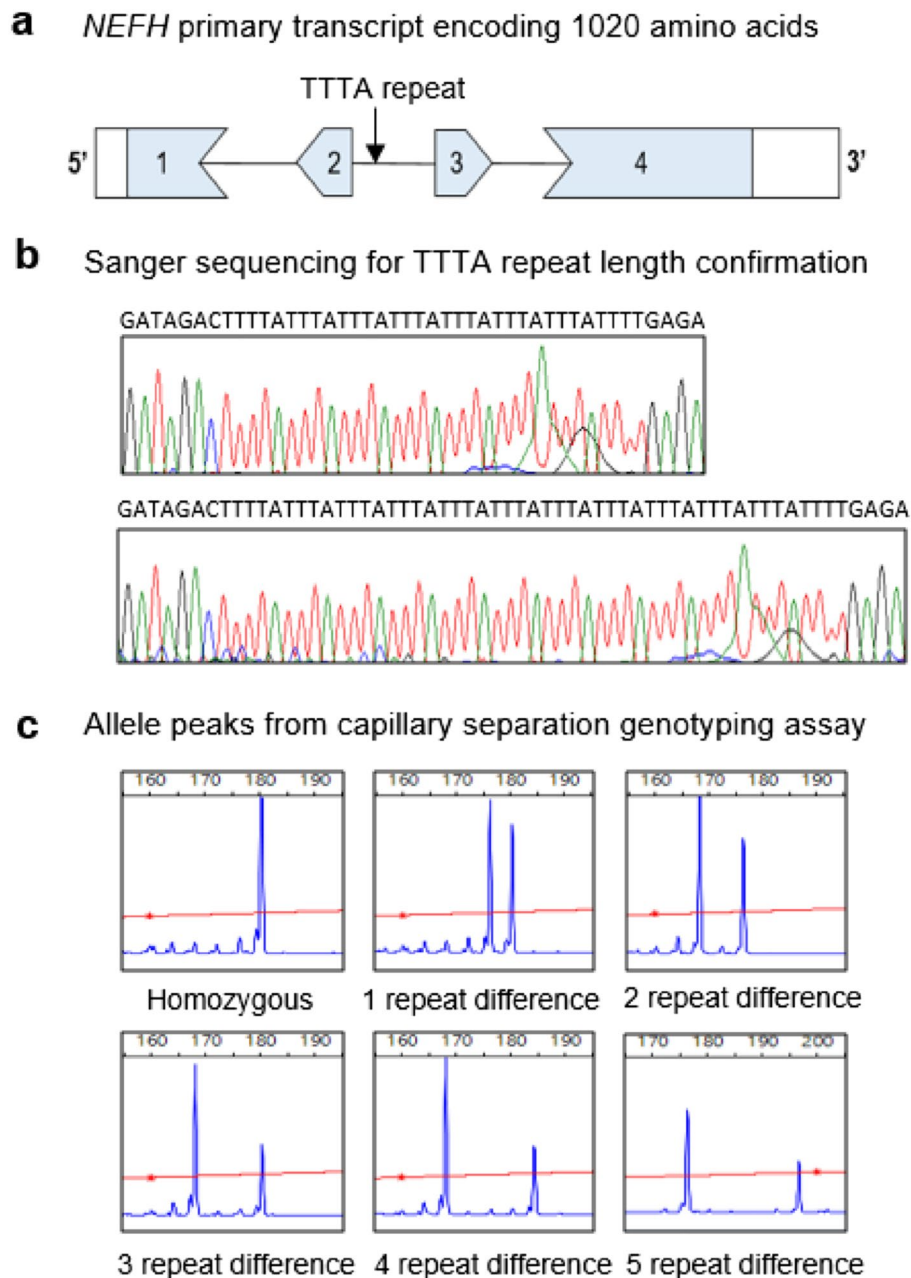 a NEFH primary transcript encoding 1020 amino acids
TTTA repeat
5’ 1 2 3 4 3’
b Sanger sequencing for TTTA repeat length confirmation
GATAGACTTTTATTTATTTATTTATTTATTTATTTATTTTGAGA
GATAGACTTTTATTTATTTATTTATTTATTTATTTATTTATTTATTTATTTATTTTGAGA
c Allele peaks from capillary separation genotyping assay
160 170 180 190
160 170 180 190
160 170 180 190
Homozygous
1 repeat difference
2 repeat difference
160 170 180 190
160 170 180 190
170 180 190 200
3 repeat difference
4 repeat difference
5 repeat difference